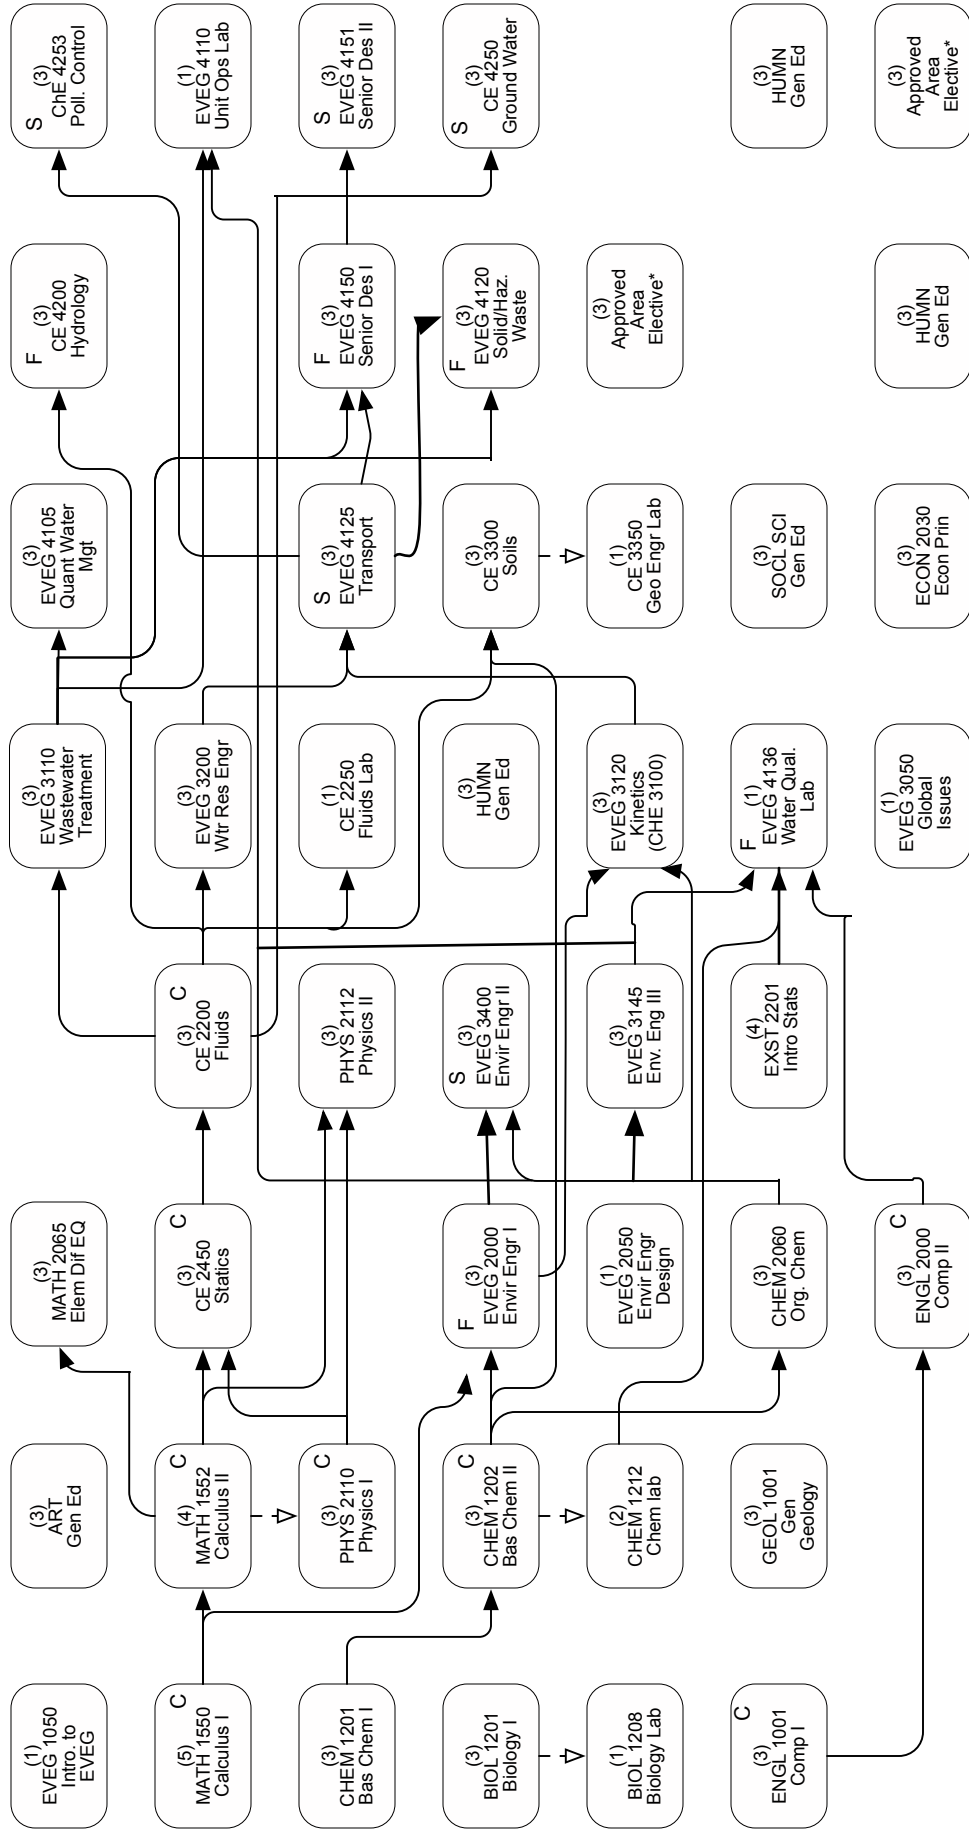 (1)
EVEG 1050
Intro. to
EVEG
C
(5)
MATH 1550
Calculus I
(3)
CHEM 1201
Bas Chem I
(3)
BIOL 1201
Biology I
(1)
BIOL 1208
Biology Lab
C
(3)
ENGL 1001
Comp I
(3)
ART
Gen Ed
C
(4)
MATH 1552
Calculus II
C
(3)
PHYS 2110
Physics I
C
(3)
CHEM 1202
Bas Chem II
(2)
CHEM 1212
Chem lab
(3)
GEOL 1001
Gen
Geology
(3)
MATH 2065
Elem Dif EQ
C
(3)
CE 2450
Statics
F
(3)
EVEG 2000
Envir Engr I
(1)
EVEG 2050
Envir Engr
Design
(3)
CHEM 2060
Org. Chem
C
(3)
ENGL 2000
Comp II
C
(3)
CE 2200
Fluids
(3)
PHYS 2112
Physics II
S
(3)
EVEG 3400
Envir Engr II
(3)
EVEG 3145
Env. Eng III
(4)
EXST 2201
Intro Stats
(3)
EVEG 3110
Wastewater
Treatment
(3)
EVEG 3200
Wtr Res Engr
(1)
CE 2250
Fluids Lab
(3)
HUMN
Gen Ed
(3)
EVEG 3120
Kinetics
(CHE 3100)
F
(1)
EVEG 4136
Water Qual.
Lab
(1)
EVEG 3050
Global
Issues
(3)
EVEG 4105
Quant Water
Mgt
S
(3)
EVEG 4125
Transport
(3)
CE 3300
Soils
(1)
CE 3350
Geo Engr Lab
(3)
SOCL SCI
Gen Ed
(3)
ECON 2030
Econ Prin
F
(3)
CE 4200
Hydrology
F
(3)
EVEG 4150
Senior Des I
F
(3)
EVEG 4120
Solid/Haz.
Waste
(3)
Approved
Area
Elective*
(3)
HUMN
Gen Ed
S
(3)
ChE 4253
Poll. Control
(1)
EVEG 4110
Unit Ops Lab
S
(3)
EVEG 4151
Senior Des II
S
(3)
CE 4250
Ground Water
(3)
HUMN
Gen Ed
(3)
Approved
Area
Elective*